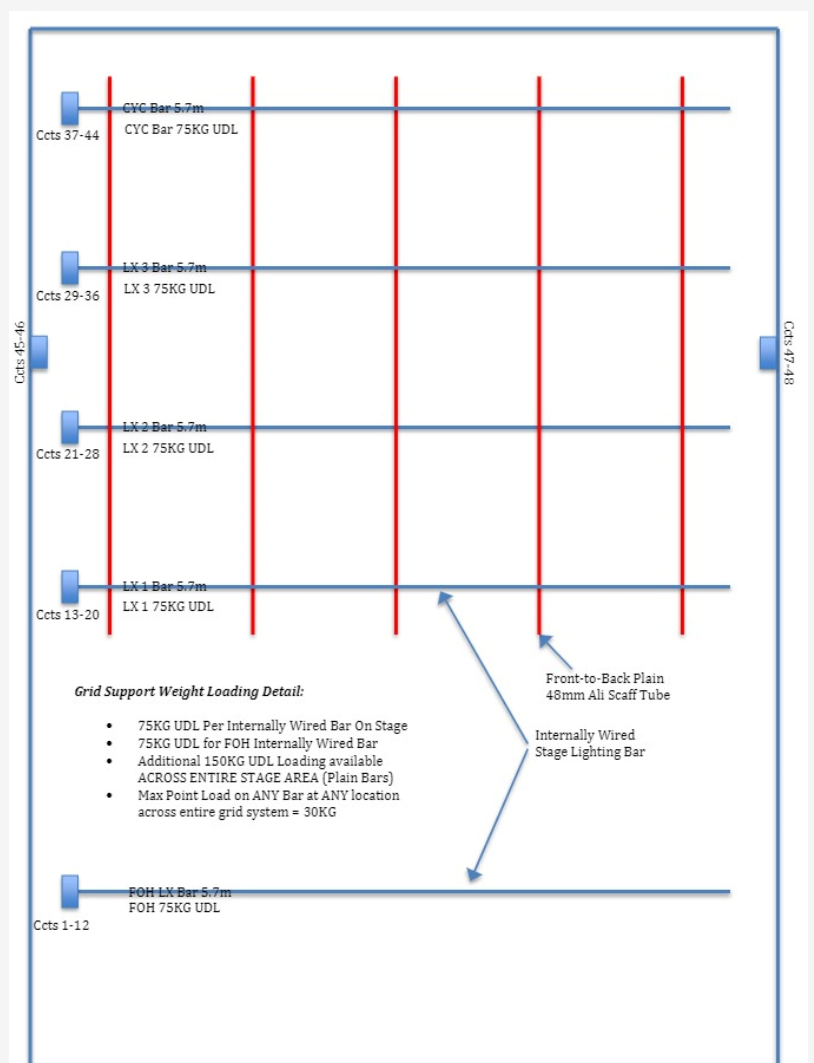 CYC Bar 5.7m
CYC Bar 75KG UDL
Ccts 37-44
LX 3 Bar 5.7m
LX 3 75KG UDL
Ccts 29-36
Ccts 45-46
Ccts 47-48
LX 2 Bar 5.7m
LX 2 75KG UDL
Ccts 21-28
LX 1 Bar 5.7m
LX 1 75KG UDL
Ccts 13-20
Front-to-Back Plain
48mm Ali Scaff Tube
Grid Support Weight Loading Detail:
• 75KG UDL Per Internally Wired Bar On Stage
• 75KG UDL for FOH Internally Wired Bar
• Additional 150KG UDL Loading available
ACROSS ENTIRE STAGE AREA (Plain Bars)
• Max Point Load on ANY Bar at ANY location
across entire grid system = 30KG
Internally Wired
Stage Lighting Bar
FOH LX Bar 5.7m
FOH 75KG UDL
Ccts 1-12